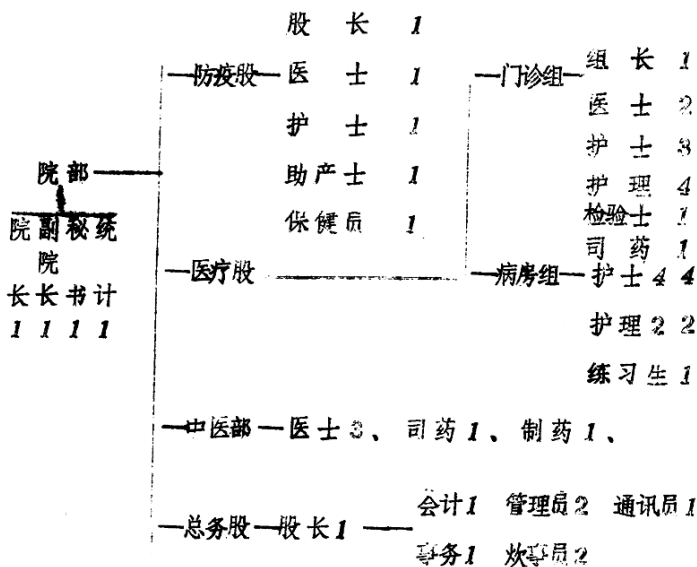 股长 1
防疫股 医士 1
护士 1
助产士 1
保健员 1
门诊组 组长 1
医士 2
护士 3
护理 4
检验士 1
司药 1
院部
院长 1
副院长 1
秘书 1
统计 1
医疗股
病房组 护士 4 4
护理 2 2
练习生 1
中医部 医士 3、司药 1、制药 1、
总务股 股长 1
会计 1 管理员 2 通讯员 1
事务 1 炊事员 2